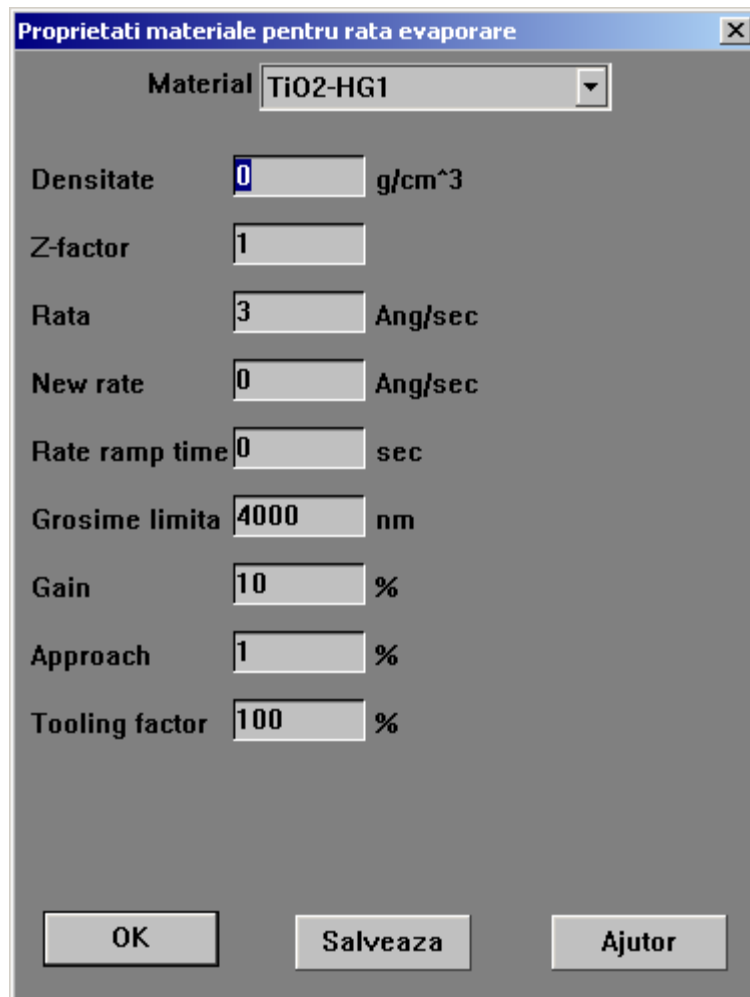 Proprietati materiale pentru rata evaporare
Material TiO2-HG1
Densitate 0 g/cm^3
Z-factor 1
Rata 3 Ang/sec
New rate 0 Ang/sec
Rate ramp time 0 sec
Grosime limita 4000 nm
Gain 10 %
Approach 1 %
Tooling factor 100 %
OK Salveaza Ajutor